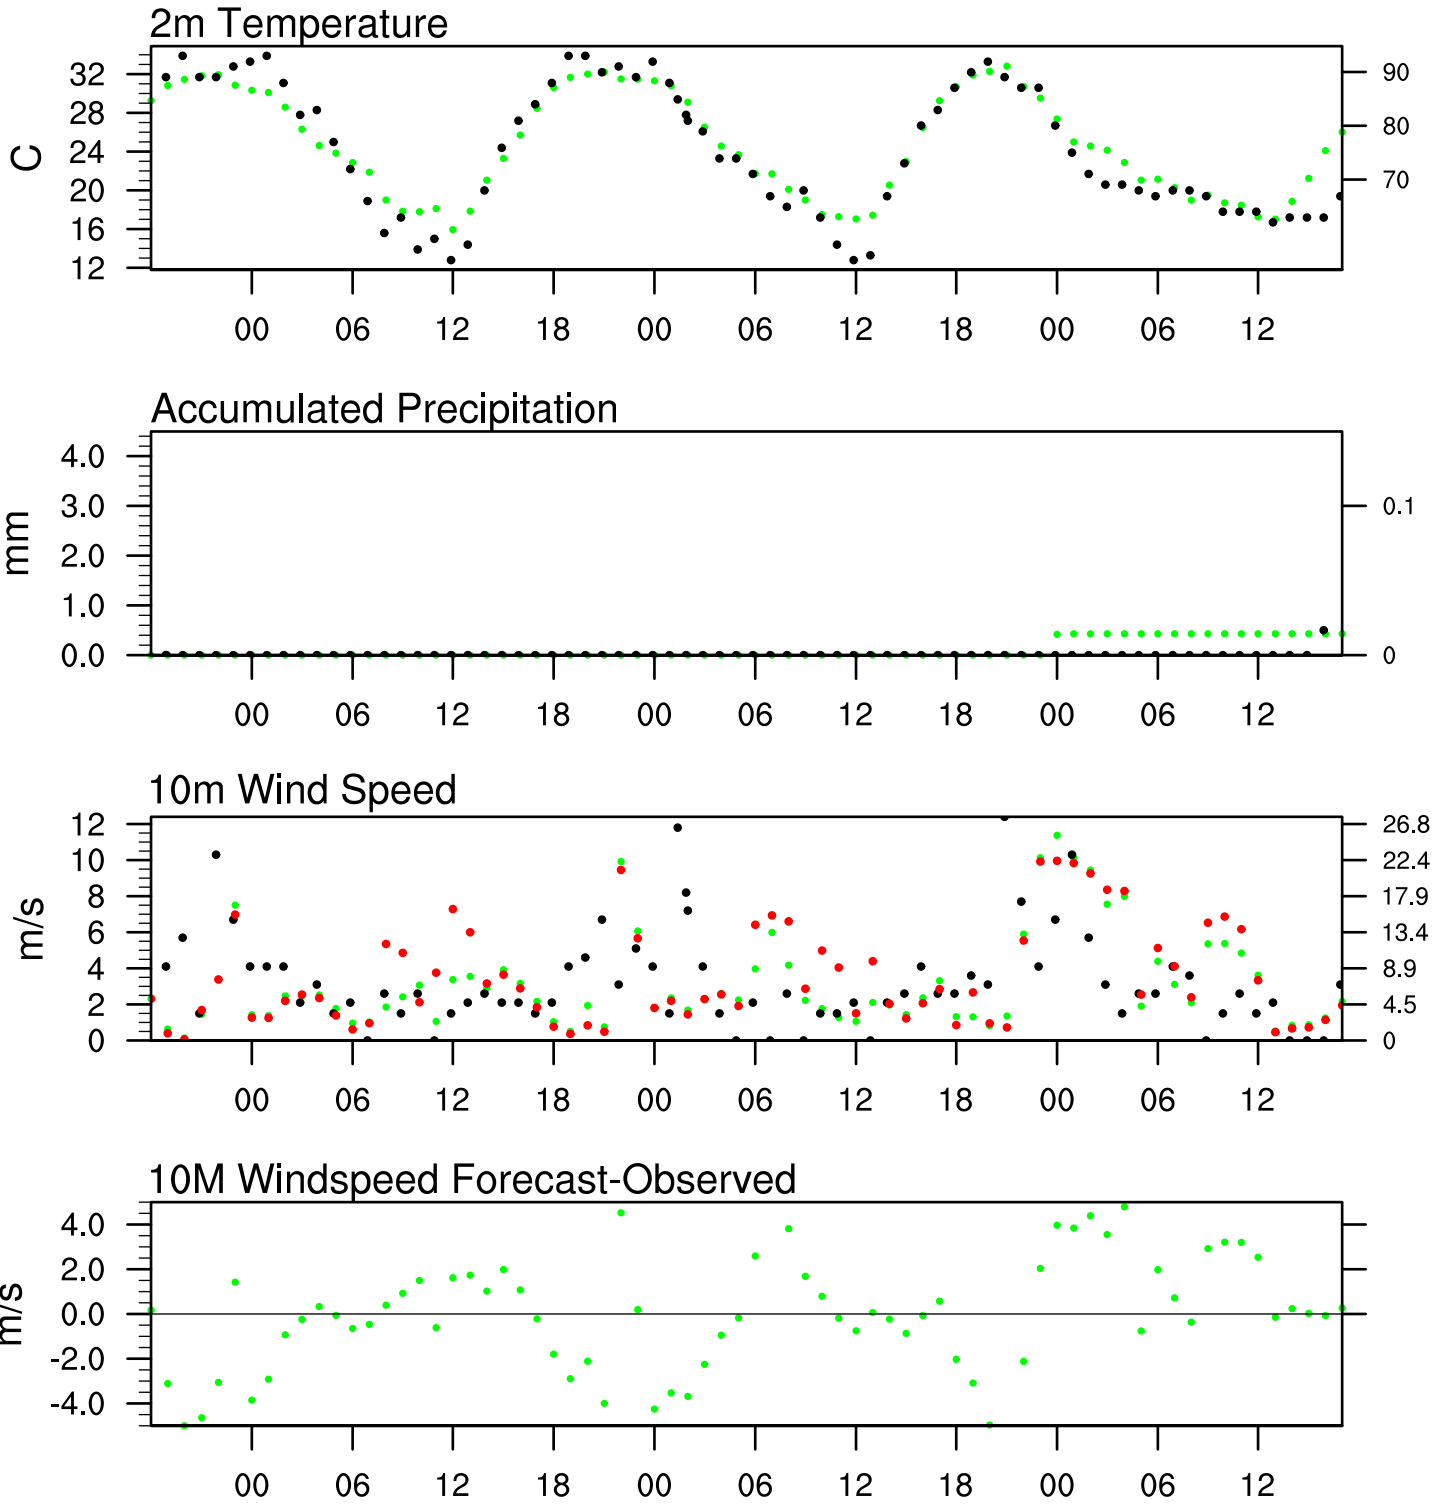 2m Temperature
C
32
28
24
20
16
12
90
80
70
00 06 12 18 00 06 12 18 00 06 12
Accumulated Precipitation
mm
4.0
3.0
2.0
1.0
0.0
0.1
0
00 06 12 18 00 06 12 18 00 06 12
10m Wind Speed
m/s
12
10
8
6
4
2
0
26.8
22.4
17.9
13.4
8.9
4.5
0
00 06 12 18 00 06 12 18 00 06 12
10M Windspeed Forecast-Observed
m/s
4.0
2.0
0.0
-2.0
-4.0
00 06 12 18 00 06 12 18 00 06 12